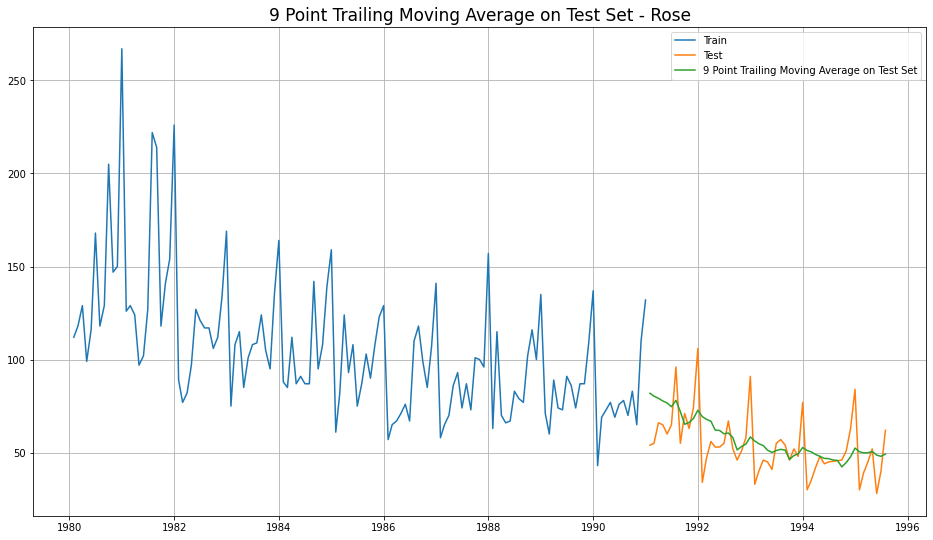 9 Point Trailing Moving Average on Test Set - Rose
Train
Test
9 Point Trailing Moving Average on Test Set
250
200
150
100
50
1980 1982 1984 1986 1988 1990 1992 1994 1996